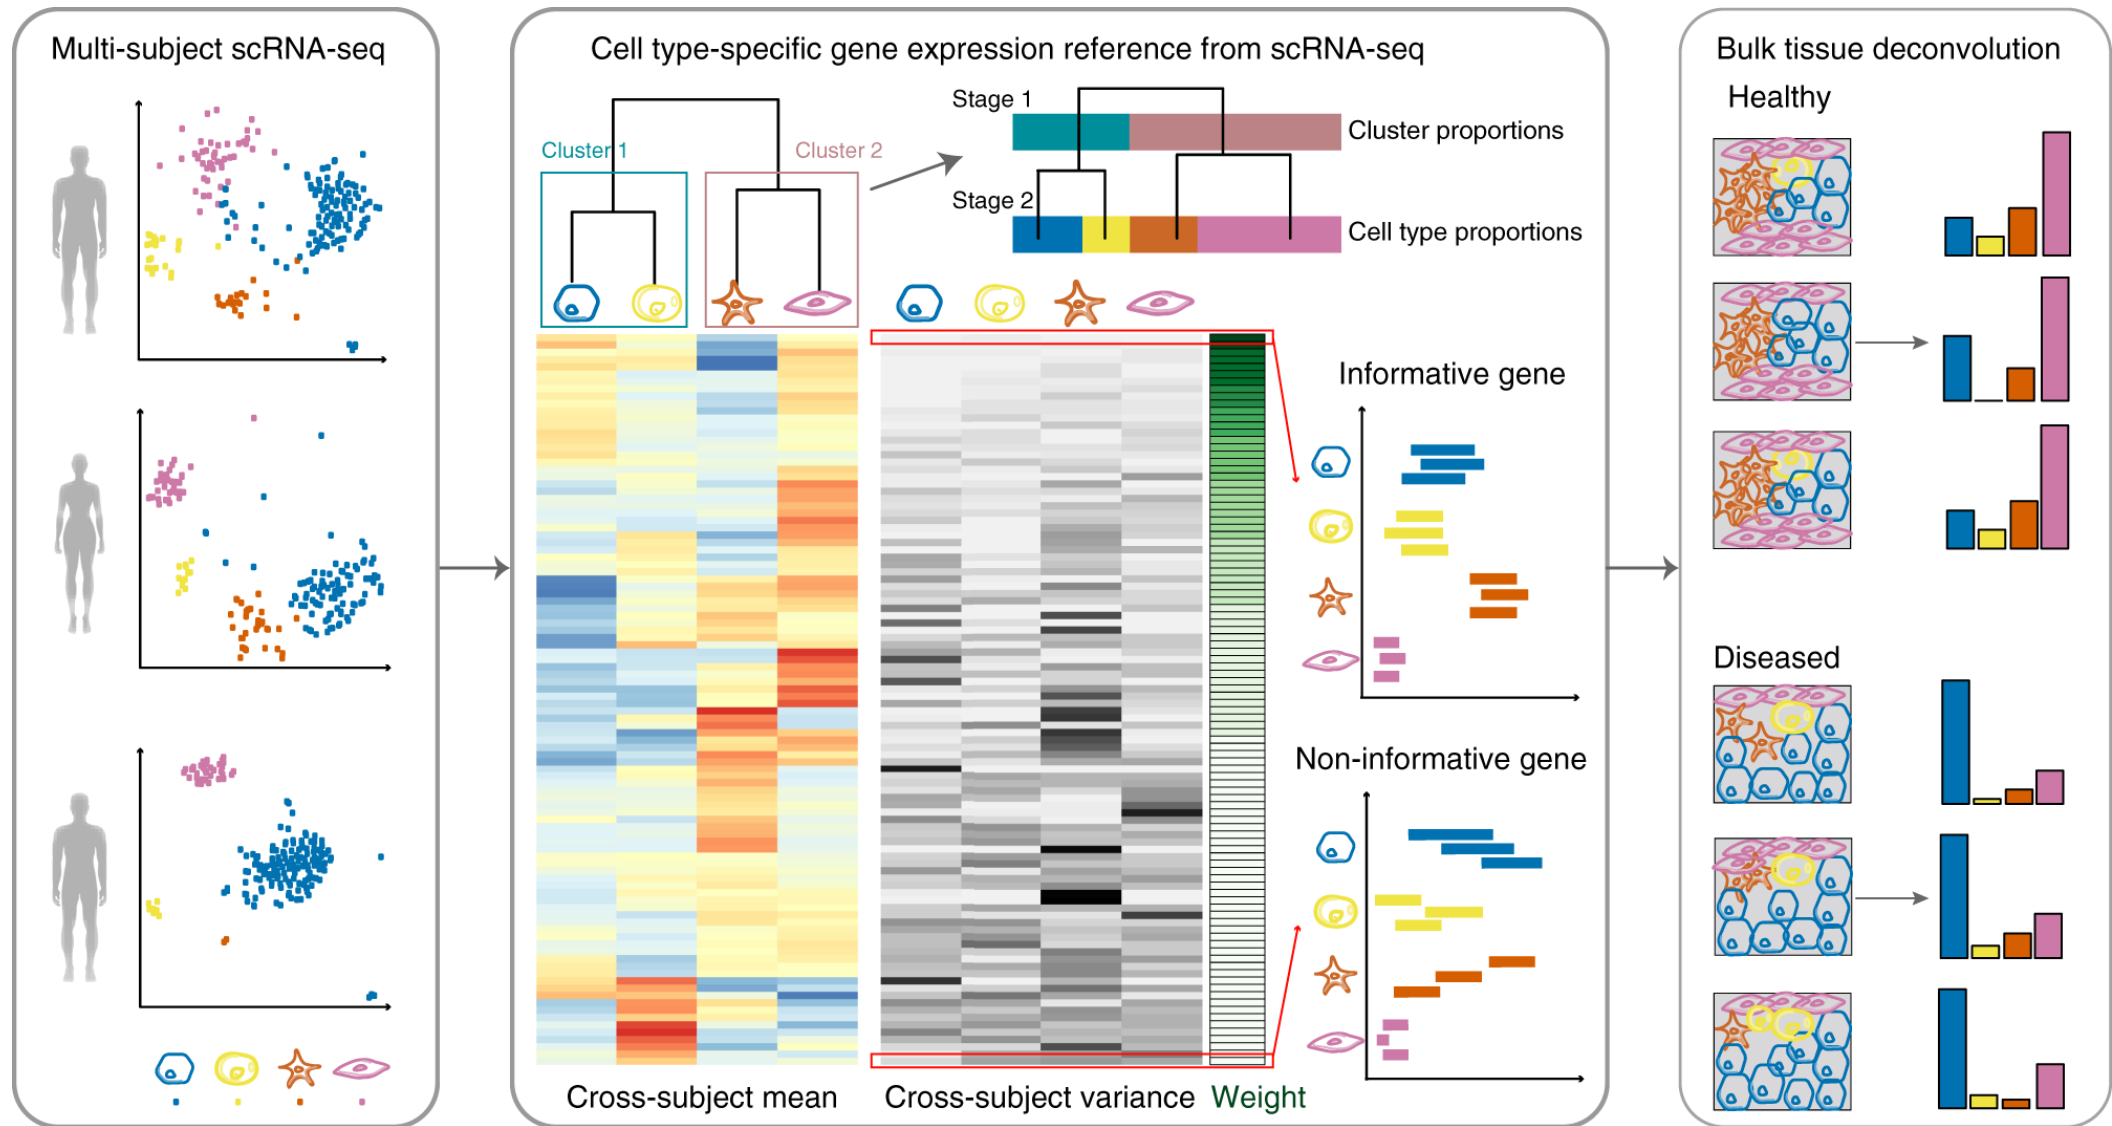 Multi-subject scRNA-seq
Cell type-specific gene expression reference from scRNA-seq
Cluster 1
Cluster 2
Stage 1
Cluster proportions
Stage 2
Cell type proportions
Informative gene
Non-informative gene
Cross-subject mean
Cross-subject variance
Weight
Bulk tissue deconvolution
Healthy
Diseased